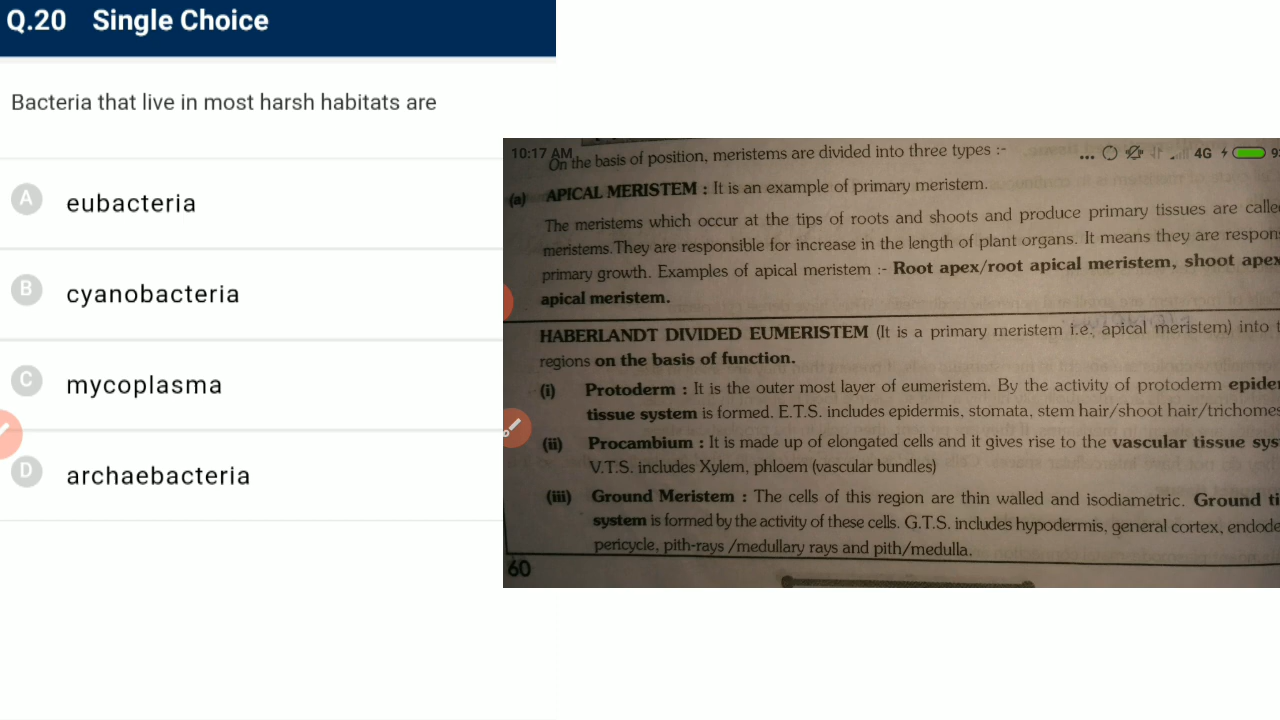 Q.20 Single Choice
Bacteria that live in most harsh habitats are
A eubacteria
B cyanobacteria
C mycoplasma
D archaebacteria
10:17 AM ... 4G
On the basis of position, meristems are divided into three types :-
(a) APICAL MERISTEM : It is an example of primary meristem.
The meristems which occur at the tips of roots and shoots and produce primary tissues are
meristems. They are responsible for increase in the length of plant organs. It means they are
primary growth. Examples of apical meristem :- Root apex/root apical meristem, shoot apex
apical meristem.
HABERLANDT DIVIDED EUMERISTEM (It is a primary meristem i.e., apical meristem) into
regions on the basis of function.
(i) Protoderm : It is the outer most layer of eumeristem. By the activity of protoderm
tissue system is formed. E.T.S. includes epidermis, stomata, stem hair/shoot hair/trichomes
(ii) Procambium : It is made up of elongated cells and it gives rise to the vascular tissue
V.T.S. includes Xylem, phloem (vascular bundles)
(iii) Ground Meristem : The cells of this region are thin walled and isodiametric. Ground
system is formed by the activity of these cells. G.T.S. includes hypodermis, general cortex,
pericycle, pith-rays /medullary rays and pith/medulla.
60